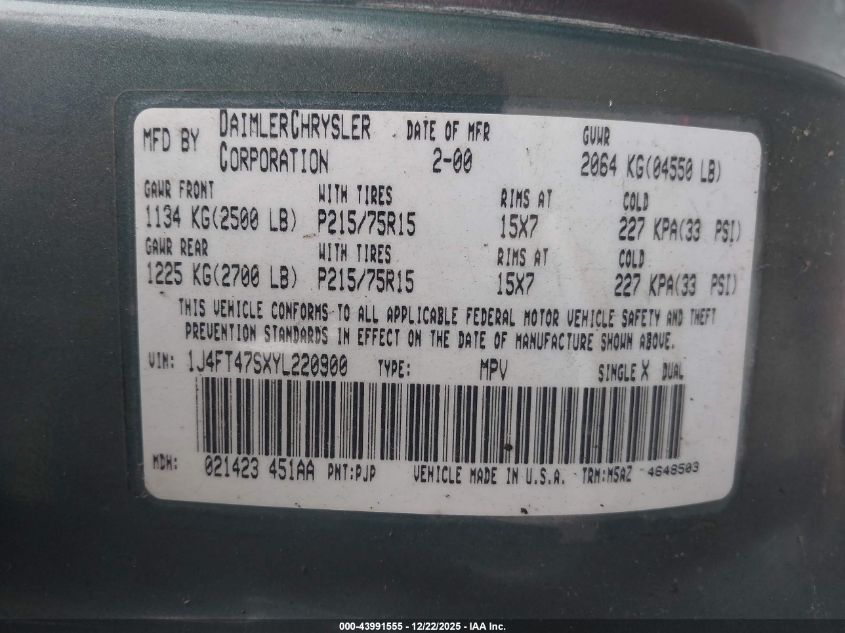 MFD BY DAIMLERCHRYSLER CORPORATION DATE OF MFR 2-00 GVWR 2064 KG(04550 LB)
GAWR FRONT WITH TIRES RIMS AT COLD
1134 KG(2500 LB) P215/75R15 15X7 227 KPA(33 PSI)
GAWR REAR WITH TIRES RIMS AT COLD
1225 KG(2700 LB) P215/75R15 15X7 227 KPA(33 PSI)
THIS VEHICLE CONFORMS TO ALL APPLICABLE FEDERAL MOTOR VEHICLE SAFETY AND THEFT
PREVENTION STANDARDS IN EFFECT ON THE DATE OF MANUFACTURE SHOWN ABOVE.
VIN: 1J4FT47SXYL220900 TYPE: MPV SINGLE X DUAL
MDH: 021423 451AA PNT:PJP VEHICLE MADE IN U.S.A. TRM:M5AZ 4648503
000-43991555 - 12/22/2025 - IAA Inc.